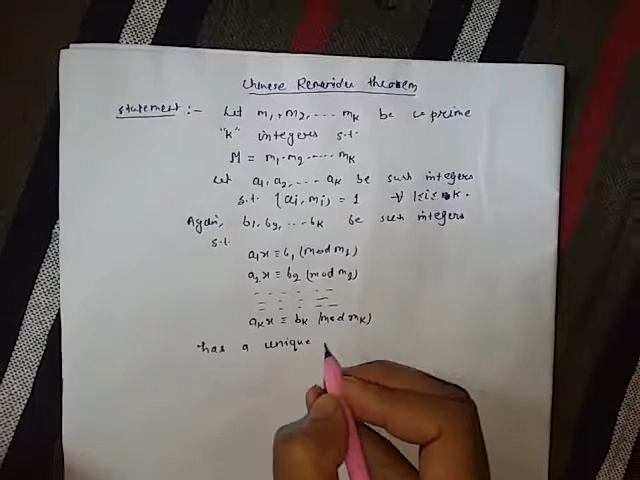 Chinese Remainder theorem
Statement :- Let m₁, m₂, .... mₖ be co prime
"k" integers s.t.
M = m₁. m₂. .... mₖ
Let a₁, a₂, .... aₖ be such integers
s.t. (aᵢ, mᵢ) = 1 ∀ 1≤i≤k.
Again, b₁, b₂, ... bₖ be such integers
s.t.
a₁x ≡ b₁ (mod m₁)
a₂x ≡ b₂ (mod m₂)
aₖx ≡ bₖ (mod mₖ)
has a unique